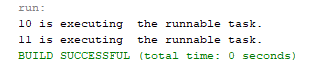 run:
10 is executing  the runnable task.
11 is executing  the runnable task.
BUILD SUCCESSFUL (total time: 0 seconds)